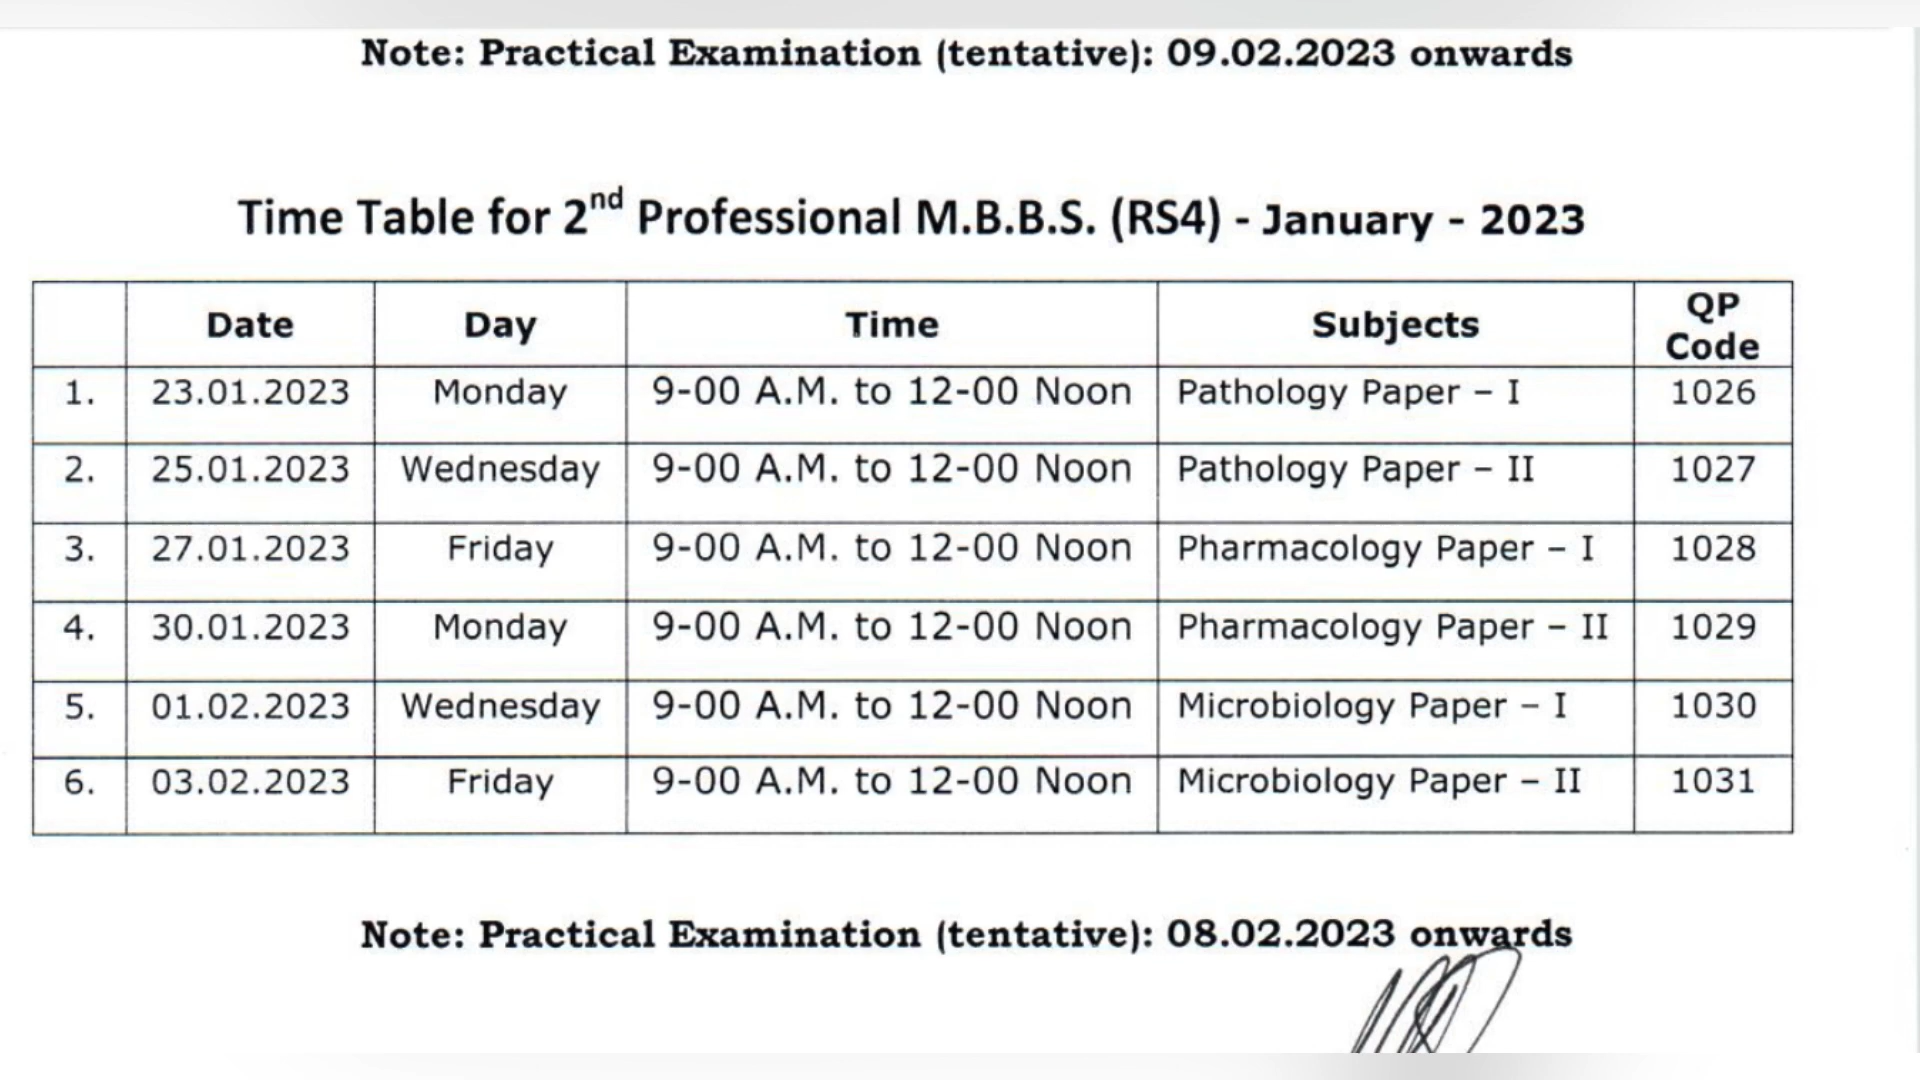 Note: Practical Examination (tentative): 09.02.2023 onwards
Time Table for 2nd Professional M.B.B.S. (RS4) - January - 2023
Date Day Time Subjects QP Code
1. 23.01.2023 Monday 9-00 A.M. to 12-00 Noon Pathology Paper – I 1026
2. 25.01.2023 Wednesday 9-00 A.M. to 12-00 Noon Pathology Paper – II 1027
3. 27.01.2023 Friday 9-00 A.M. to 12-00 Noon Pharmacology Paper – I 1028
4. 30.01.2023 Monday 9-00 A.M. to 12-00 Noon Pharmacology Paper – II 1029
5. 01.02.2023 Wednesday 9-00 A.M. to 12-00 Noon Microbiology Paper – I 1030
6. 03.02.2023 Friday 9-00 A.M. to 12-00 Noon Microbiology Paper – II 1031
Note: Practical Examination (tentative): 08.02.2023 onwards